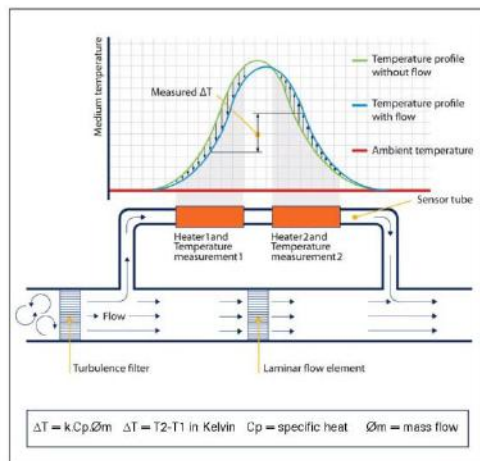 Medium temperature
Measured ΔT
Temperature profile
without flow
Temperature profile
with flow
Ambient temperature
Sensor tube
Heater1and
Temperature
measurement1
Heater2and
Temperature
measurement2
Flow
Turbulence filter
Laminar flow element
ΔT = k.Cp.Øm ΔT = T2-T1 in Kelvin Cp = specific heat Øm = mass flow